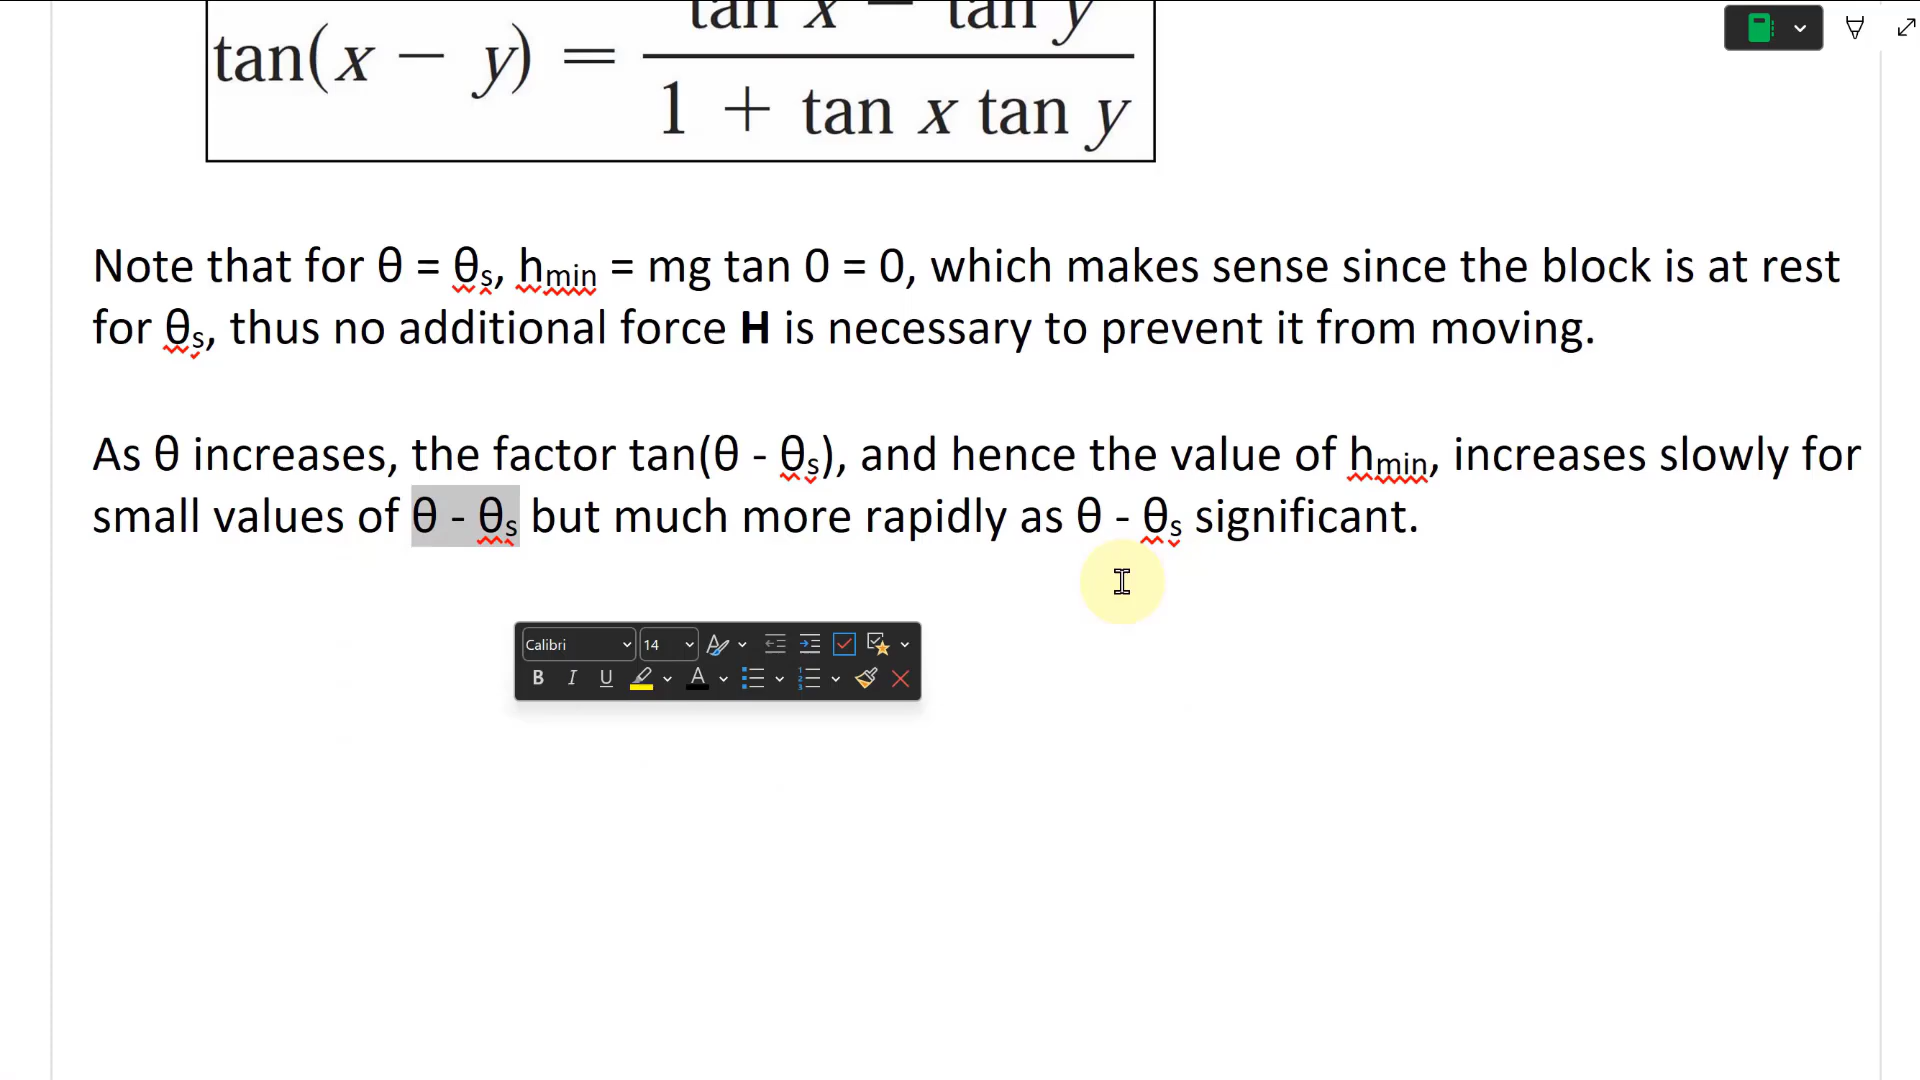 tan x − tan y
tan(x − y) =
1 + tan x tan y
Note that for θ = θs, hmin = mg tan 0 = 0, which makes sense since the block is at rest
for θs, thus no additional force H is necessary to prevent it from moving.
As θ increases, the factor tan(θ - θs), and hence the value of hmin, increases slowly for
small values of θ - θs but much more rapidly as θ - θs significant.
Calibri 14
B I U A